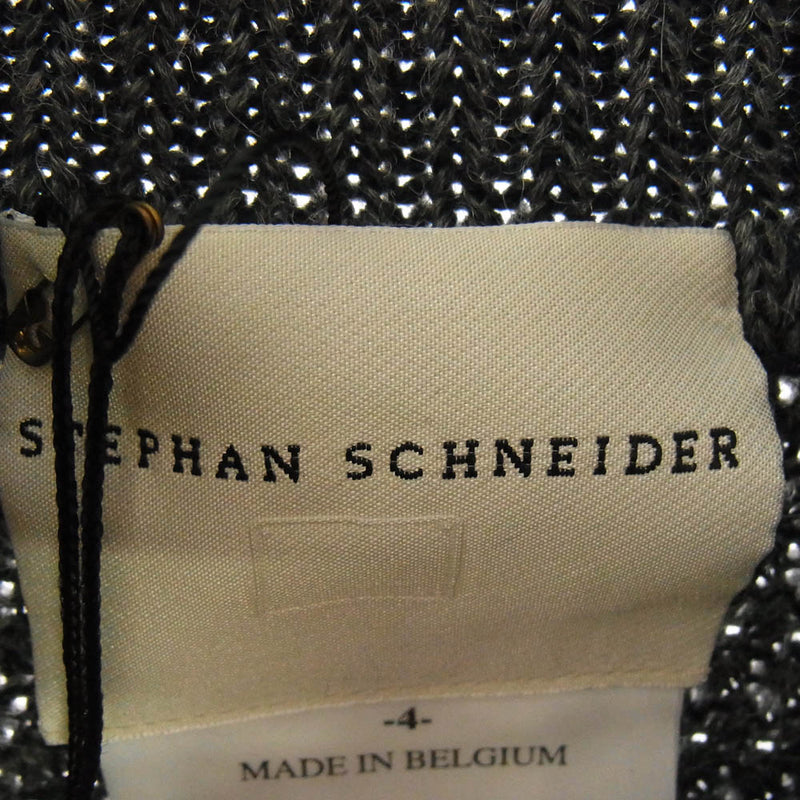 STEPHAN SCHNEIDER
-4-
MADE IN BELGIUM